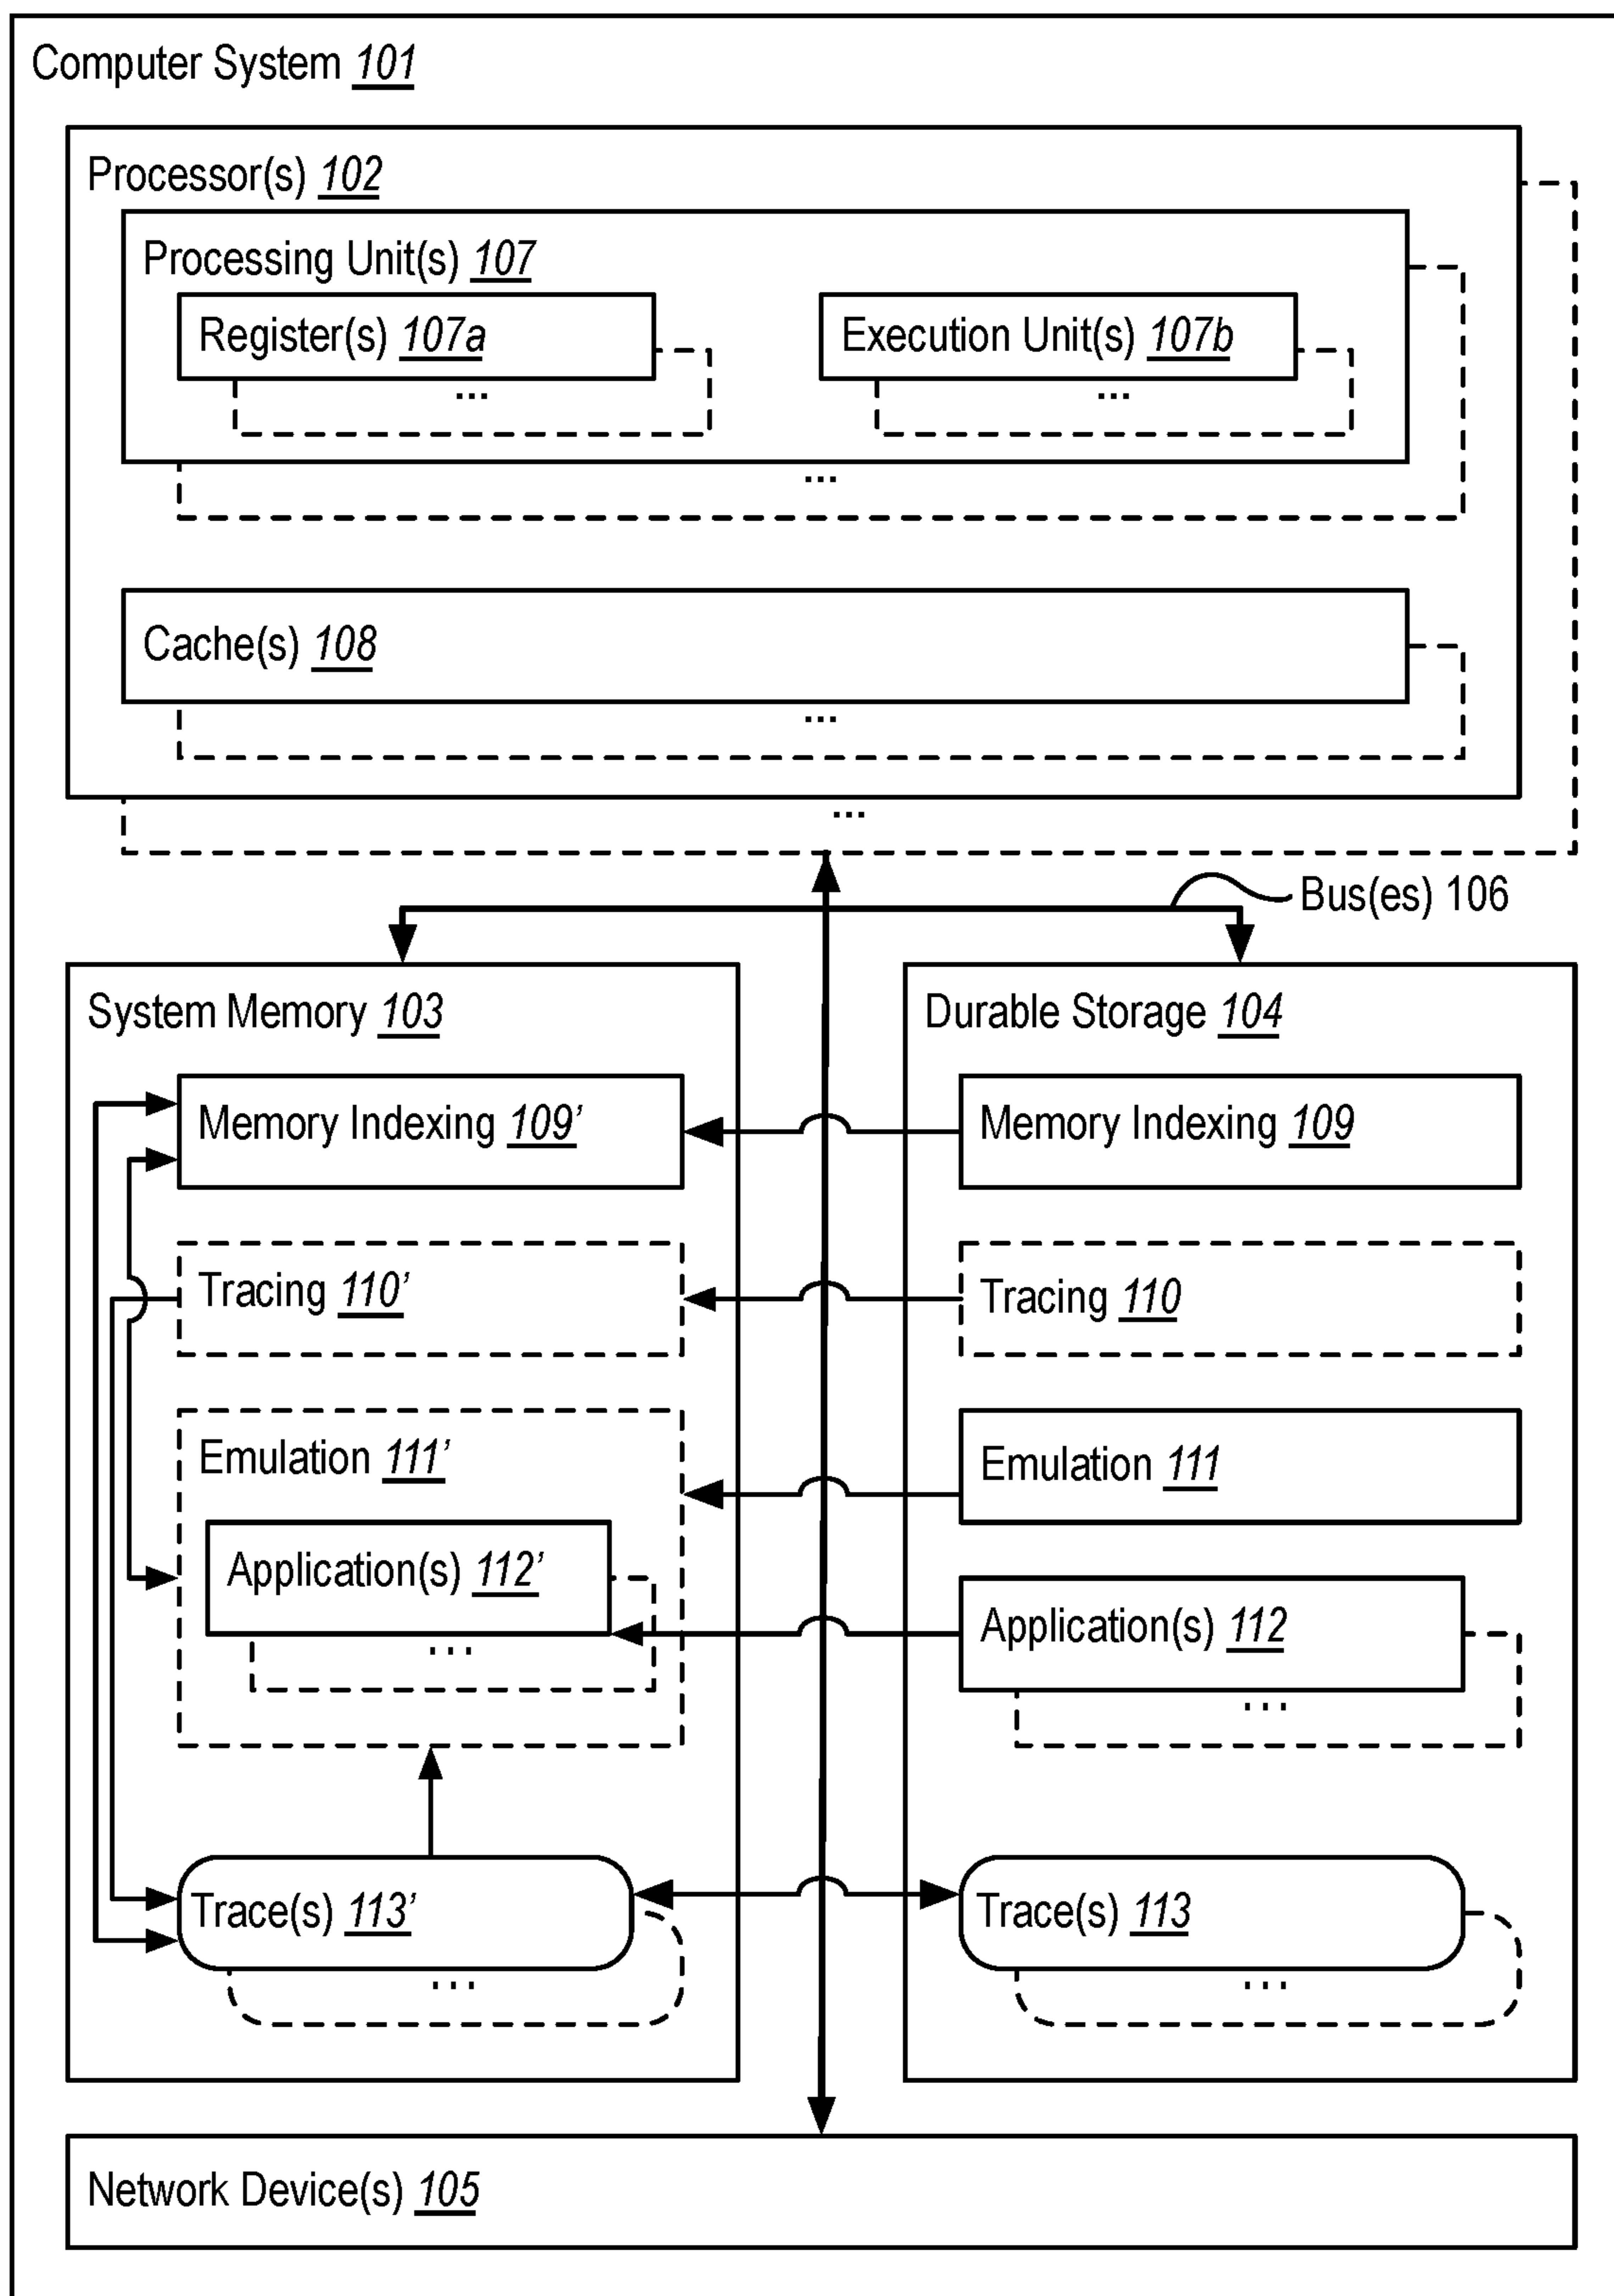 Computer System 101
Processor(s) 102
Processing Unit(s) 107
Register(s) 107a
Execution Unit(s) 107b
...
...
...
Cache(s) 108
...
...
Bus(es) 106
System Memory 103
Durable Storage 104
Memory Indexing 109’
Memory Indexing 109
Tracing 110’
Tracing 110
Emulation 111’
Emulation 111
Application(s) 112’
Application(s) 112
...
...
Trace(s) 113’
Trace(s) 113
...
...
Network Device(s) 105